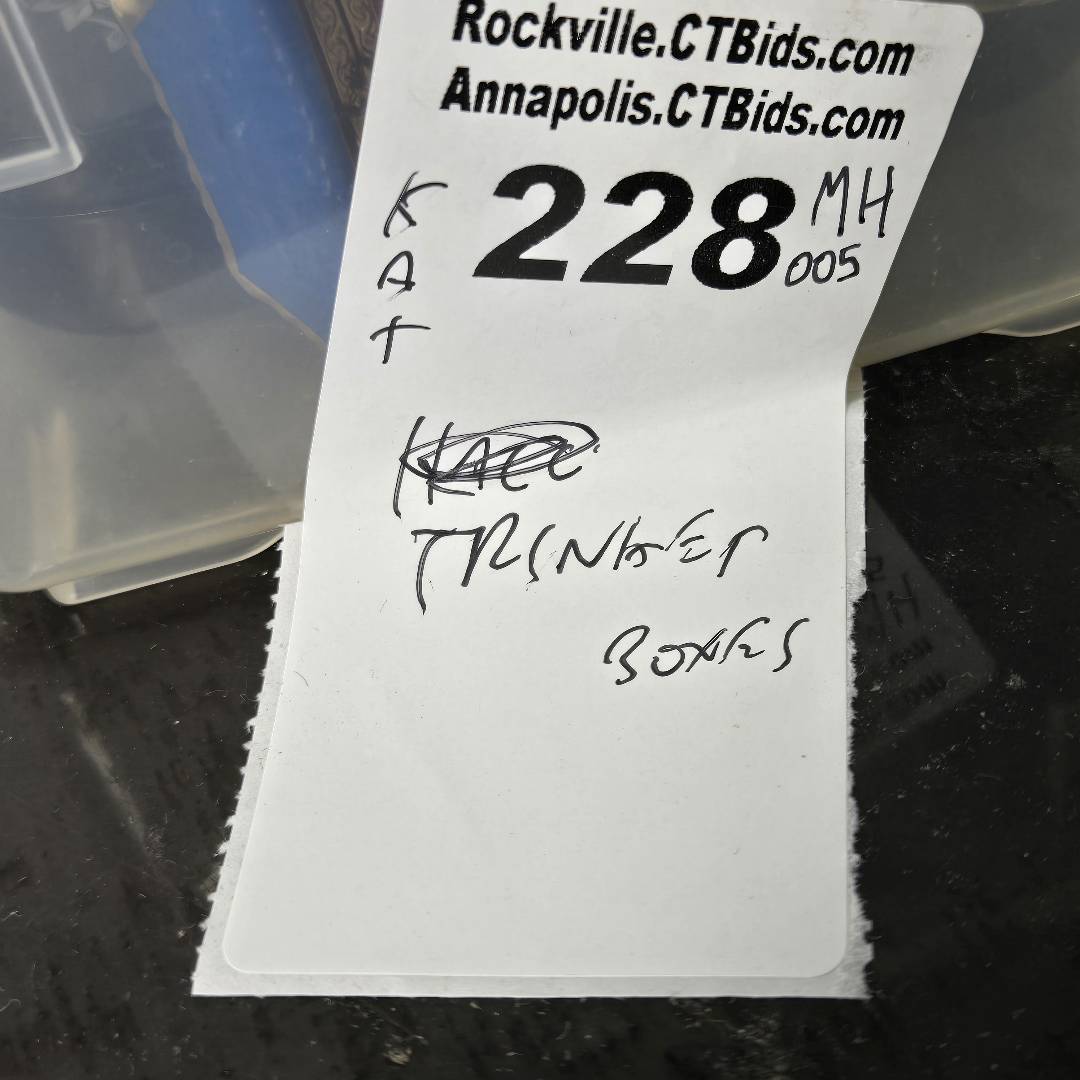 Rockville.CTBids.com
Annapolis.CTBids.com
228 MH
005
K
A
T
TRINKET
BOXES